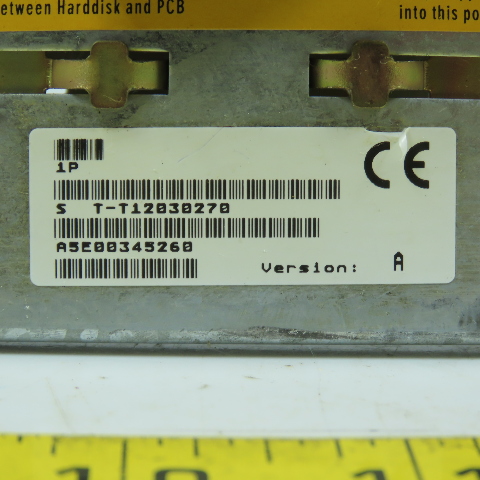 etween Harddisk and PCB
into this po
1P
CE
S T-T12030270
A5E00345260
Version: A